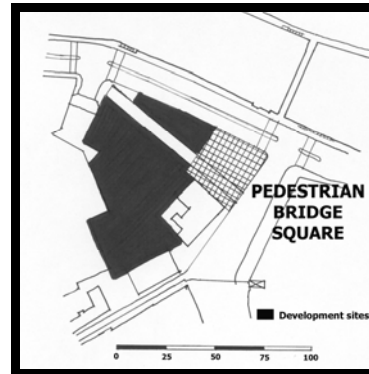 PEDESTRIAN
BRIDGE
SQUARE
Development sites
0 25 50 75 100